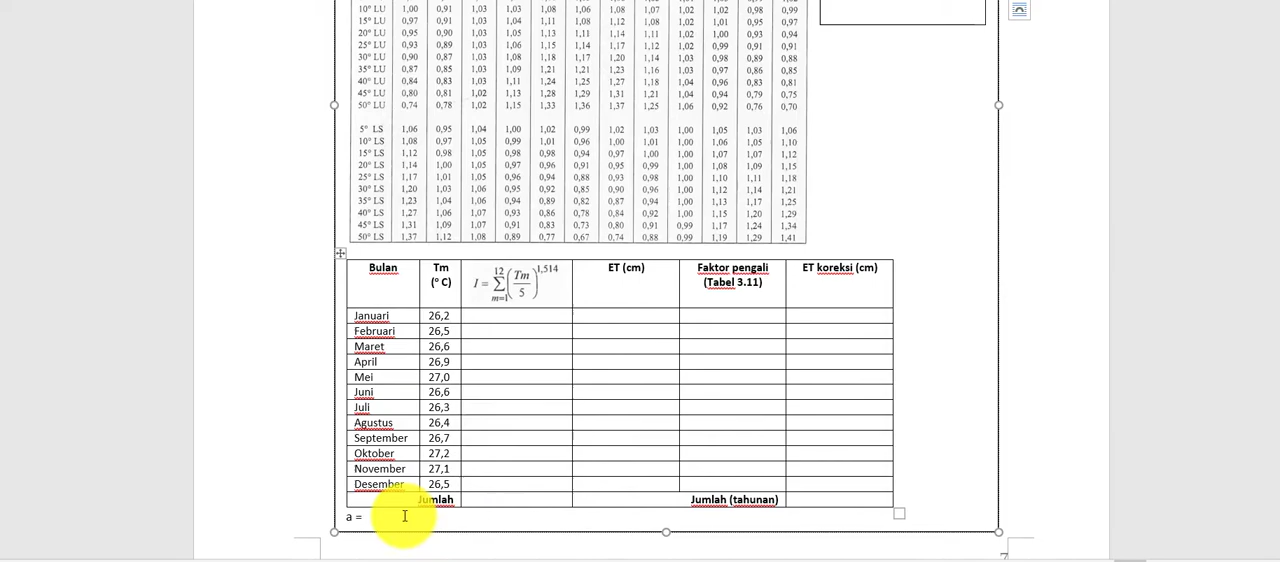 10° LU 1,00 0,91 1,03 1,03 1,08 1,06 1,08 1,07 1,02 1,02 0,98 0,99
15° LU 0,97 0,91 1,03 1,04 1,11 1,08 1,12 1,08 1,02 1,01 0,95 0,97
20° LU 0,95 0,90 1,03 1,05 1,13 1,11 1,14 1,11 1,02 1,00 0,93 0,94
25° LU 0,93 0,89 1,03 1,06 1,15 1,14 1,17 1,12 1,02 0,99 0,91 0,91
30° LU 0,90 0,87 1,03 1,08 1,18 1,17 1,20 1,14 1,03 0,98 0,89 0,88
35° LU 0,87 0,85 1,03 1,09 1,21 1,21 1,23 1,16 1,03 0,97 0,86 0,85
40° LU 0,84 0,83 1,03 1,11 1,24 1,25 1,27 1,18 1,04 0,96 0,83 0,81
45° LU 0,80 0,81 1,02 1,13 1,28 1,29 1,31 1,21 1,04 0,94 0,79 0,75
50° LU 0,74 0,78 1,02 1,15 1,33 1,36 1,37 1,25 1,06 0,92 0,76 0,70
5° LS 1,06 0,95 1,04 1,00 1,02 0,99 1,02 1,03 1,00 1,05 1,03 1,06
10° LS 1,08 0,97 1,05 0,99 1,01 0,96 1,00 1,01 1,00 1,06 1,05 1,10
15° LS 1,12 0,98 1,05 0,98 0,98 0,94 0,97 1,00 1,00 1,07 1,07 1,12
20° LS 1,14 1,00 1,05 0,97 0,96 0,91 0,95 0,99 1,00 1,08 1,09 1,15
25° LS 1,17 1,01 1,05 0,96 0,94 0,88 0,93 0,98 1,00 1,10 1,11 1,18
30° LS 1,20 1,03 1,06 0,95 0,92 0,85 0,90 0,96 1,00 1,12 1,14 1,21
35° LS 1,23 1,04 1,06 0,94 0,89 0,82 0,87 0,94 1,00 1,13 1,17 1,25
40° LS 1,27 1,06 1,07 0,93 0,86 0,78 0,84 0,92 1,00 1,15 1,20 1,29
45° LS 1,31 1,09 1,07 0,91 0,83 0,73 0,80 0,91 0,99 1,17 1,24 1,34
50° LS 1,37 1,12 1,08 0,89 0,77 0,67 0,74 0,88 0,99 1,19 1,29 1,41
Bulan Tm (° C) I = 12 ∑ m=1 (Tm/5)^1,514 ET (cm) Faktor pengali (Tabel 3.11) ET koreksi (cm)
Januari 26,2
Februari 26,5
Maret 26,6
April 26,9
Mei 27,0
Juni 26,6
Juli 26,3
Agustus 26,4
September 26,7
Oktober 27,2
November 27,1
Desember 26,5
Jumlah Jumlah (tahunan)
a =